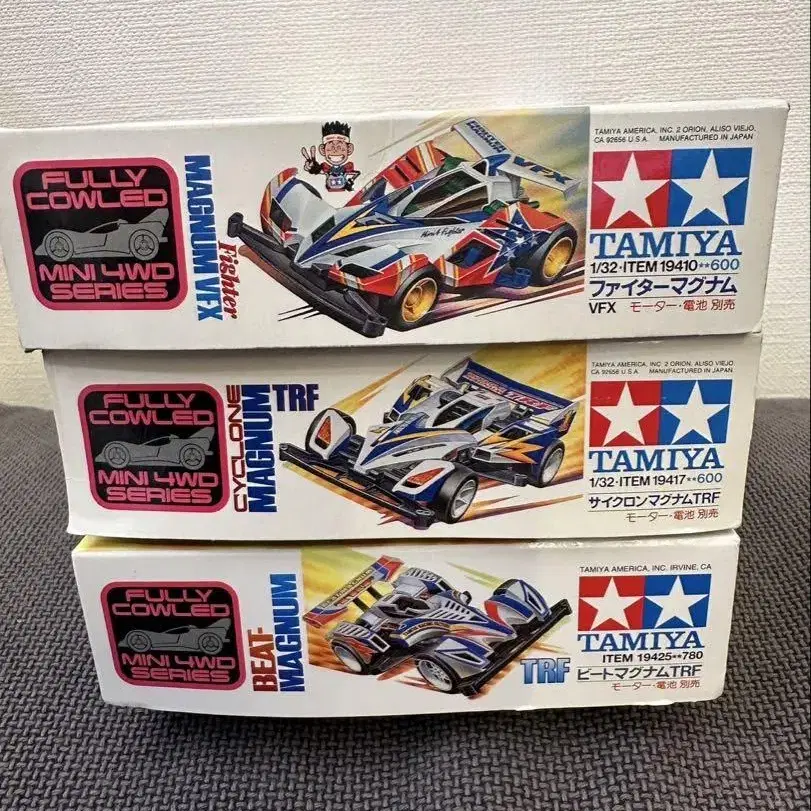 FULLY
COWLED
MINI 4WD
SERIES
Fighter
MAGNUM VFX
VFX
TAMIYA AMERICA, INC. 2 ORION, ALISO VIEJO,
CA 92656 U.S.A. MANUFACTURED IN JAPAN
TAMIYA
1/32・ITEM 19410**600
ファイターマグナム
VFX モーター・電池 別売
FULLY
COWLED
MINI 4WD
SERIES
CYCLONE
MAGNUM
TRF
TAMIYA AMERICA, INC. 2 ORION, ALISO VIEJO,
CA 92656 U.S.A. MANUFACTURED IN JAPAN
TAMIYA
1/32・ITEM 19417**600
サイクロンマグナムTRF
モーター・電池 別売
FULLY
COWLED
MINI 4WD
SERIES
BEAT-
MAGNUM
TRF
TAMIYA AMERICA, INC. IRVINE, CA
TAMIYA
ITEM 19425**780
ビートマグナムTRF
モーター・電池 別売